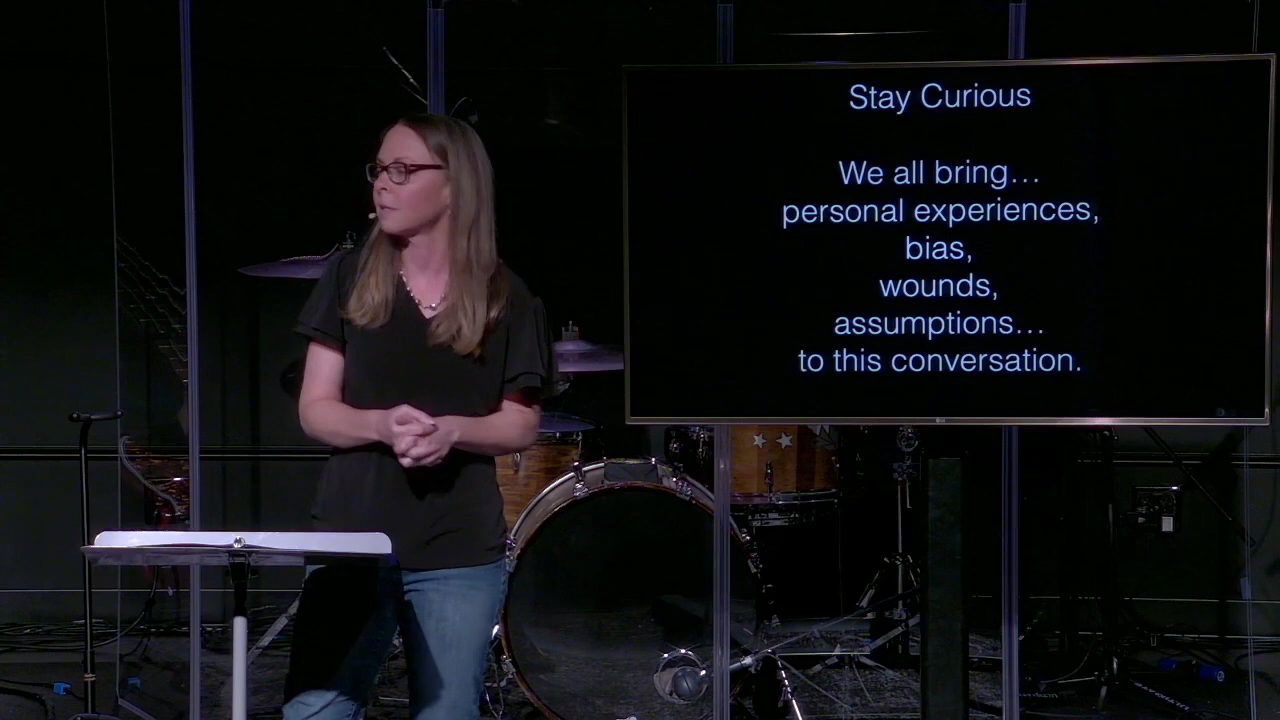 Stay Curious
We all bring…
personal experiences,
bias,
wounds,
assumptions…
to this conversation.